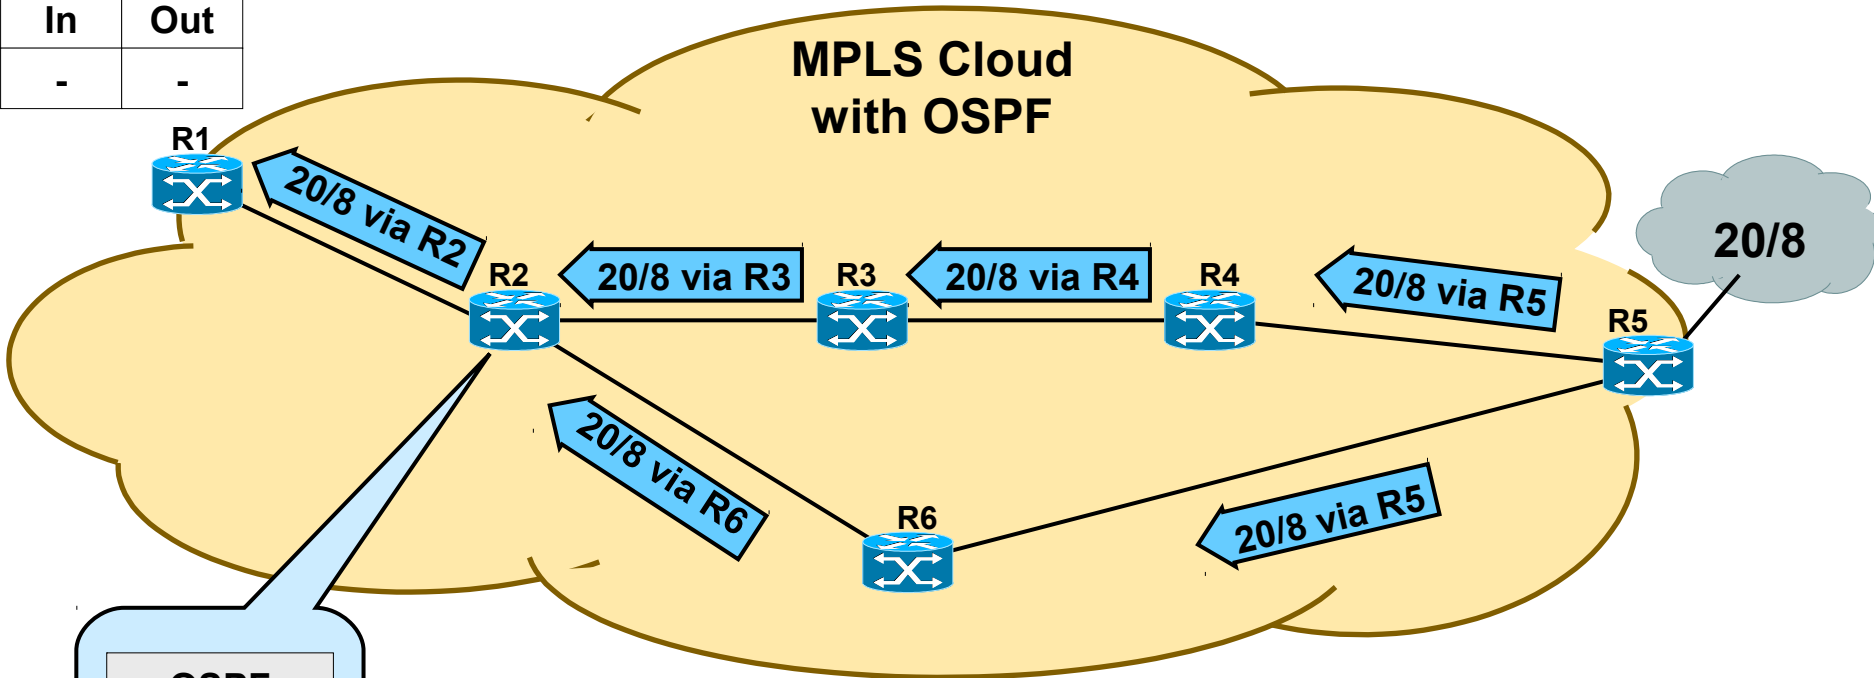 In Out
- -
MPLS Cloud
with OSPF
R1
20/8 via R2
R2
20/8 via R3
R3
20/8 via R4
R4
20/8 via R5
R5
20/8
20/8 via R6
R6
20/8 via R5
OSPF